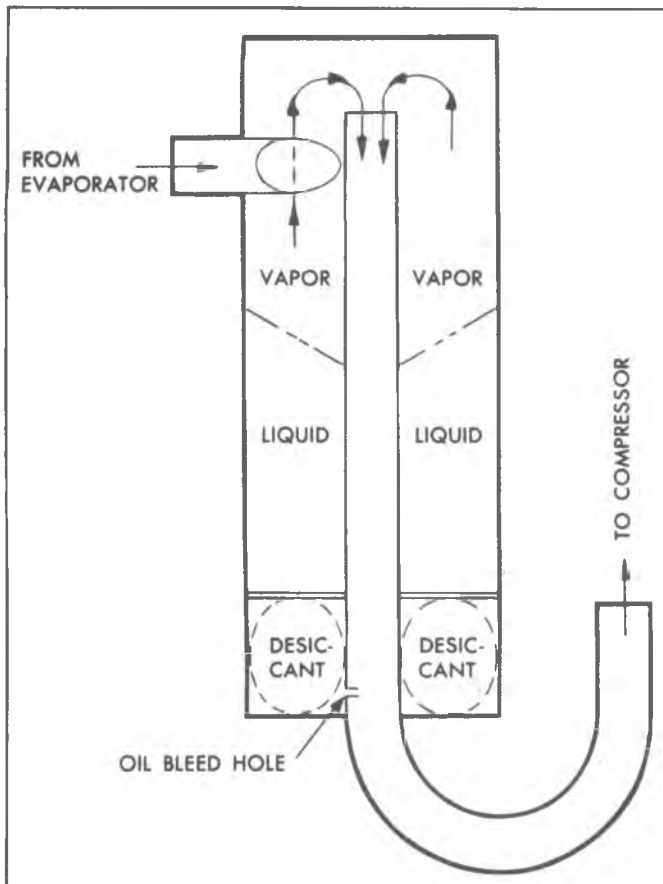 FROM
EVAPORATOR
VAPOR
VAPOR
LIQUID
LIQUID
TO COMPRESSOR
DESIC-
CANT
DESIC-
CANT
OIL BLEED HOLE